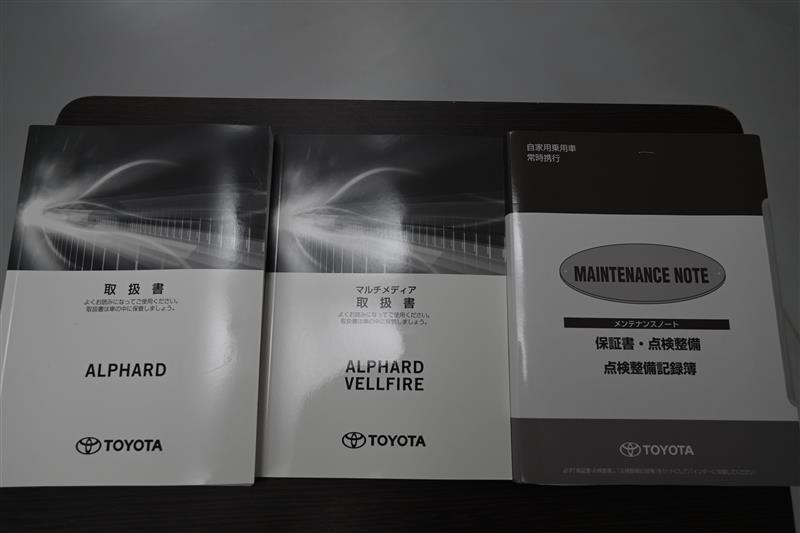 取扱書
よくお読みになってご使用ください。
取扱書は車の中に保管しましょう。
ALPHARD
TOYOTA
マルチメディア
取扱書
よくお読みになってご使用ください。
取扱書は車の中に保管しましょう。
ALPHARD
VELLFIRE
TOYOTA
自家用乗用車
常時携行
MAINTENANCE NOTE
メンテナンスノート
保証書・点検整備
点検整備記録簿
TOYOTA